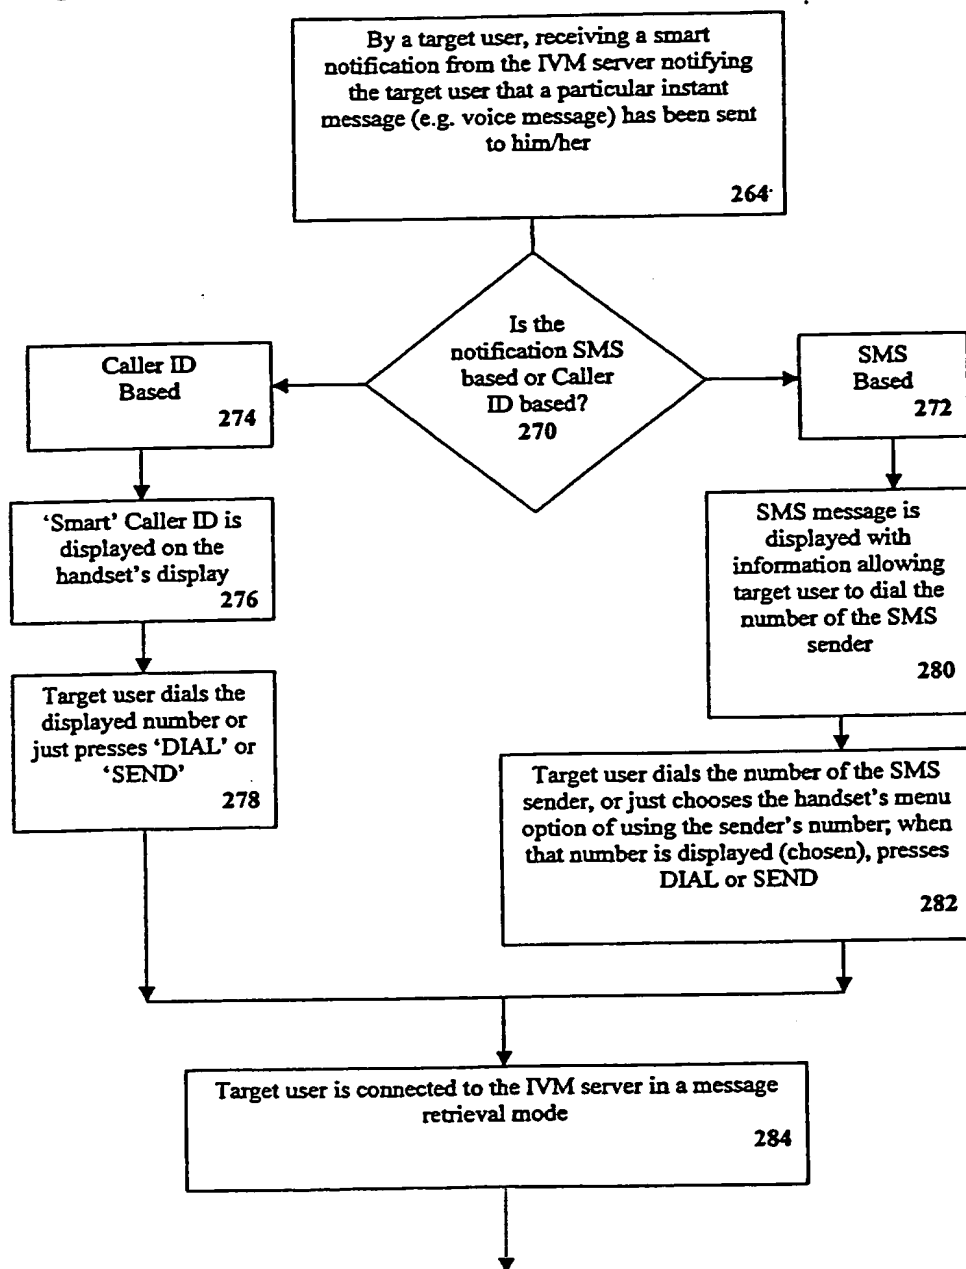 By a target user, receiving a smart
notification from the IVM server notifying
the target user that a particular instant
message (e.g. voice message) has been sent
to him/her
264
Is the
notification SMS
based or Caller
ID based?
270
Caller ID
Based
274
SMS
Based
272
‘Smart’ Caller ID is
displayed on the
handset’s display
276
SMS message is
displayed with
information allowing
target user to dial the
number of the SMS
sender
280
Target user dials the
displayed number or
just presses ‘DIAL’ or
‘SEND’
278
Target user dials the number of the SMS
sender, or just chooses the handset’s menu
option of using the sender’s number; when
that number is displayed (chosen), presses
DIAL or SEND
282
Target user is connected to the IVM server in a message
retrieval mode
284